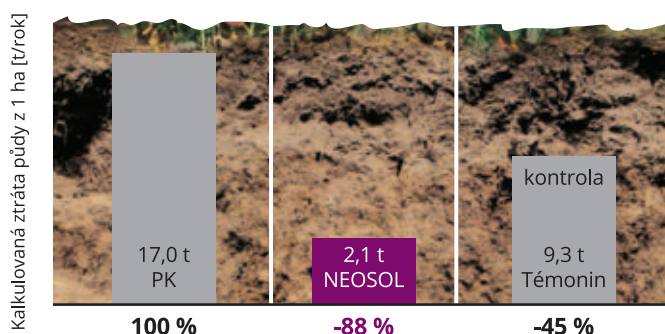 Kalkulovaná ztráta půdy z 1 ha [t/rok]
17,0 t
PK
2,1 t
NEOSOL
kontrola
9,3 t
Témonin
100 %
-88 %
-45 %